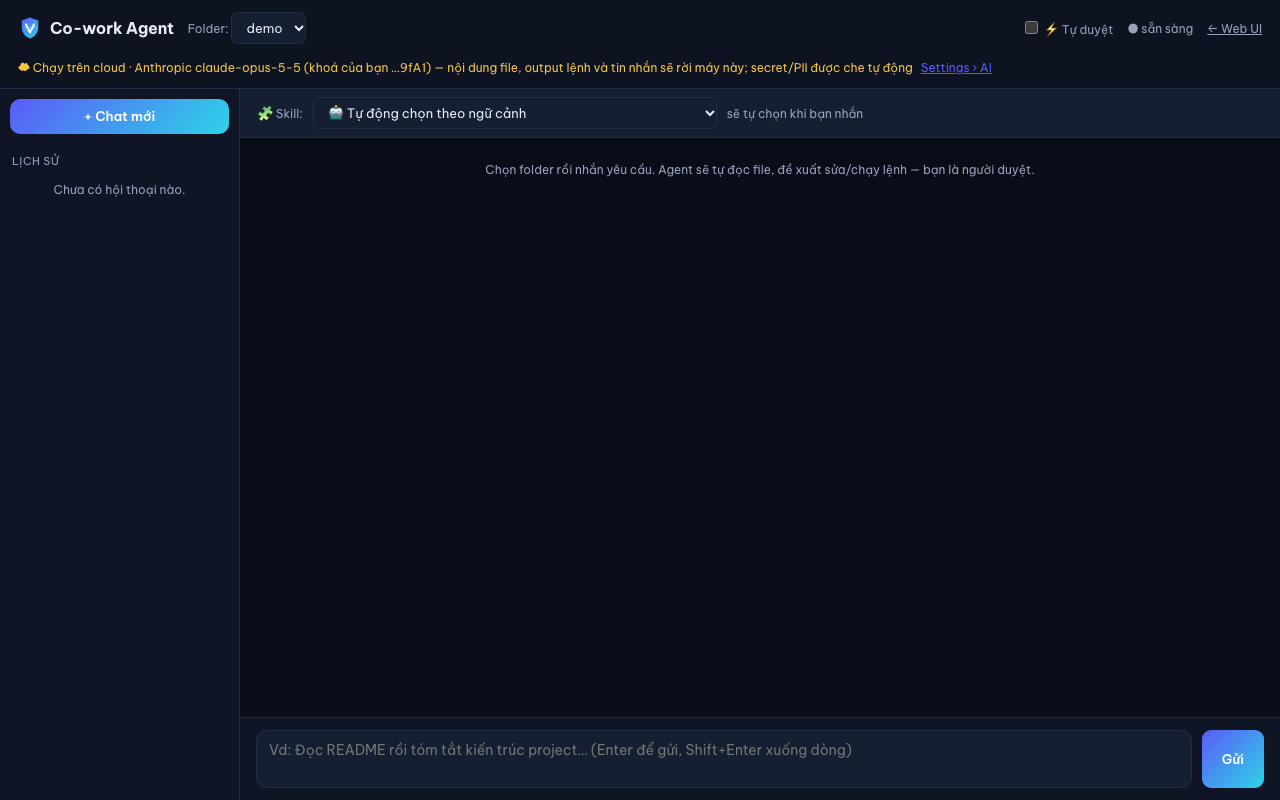 Co-work Agent Folder: demo ⚡ Tự duyệt sẵn sàng ← Web UI
Chạy trên cloud · Anthropic claude-opus-5-5 (khoá của bạn …9fA1) — nội dung file, output lệnh và tin nhắn sẽ rời máy này; secret/PII được che tự động Settings › AI
+ Chat mới
LỊCH SỬ
Chưa có hội thoại nào.
Skill: Tự động chọn theo ngữ cảnh sẽ tự chọn khi bạn nhắn
Chọn folder rồi nhắn yêu cầu. Agent sẽ tự đọc file, đề xuất sửa/chạy lệnh — bạn là người duyệt.
Vd: Đọc README rồi tóm tắt kiến trúc project… (Enter để gửi, Shift+Enter xuống dòng)
Gửi